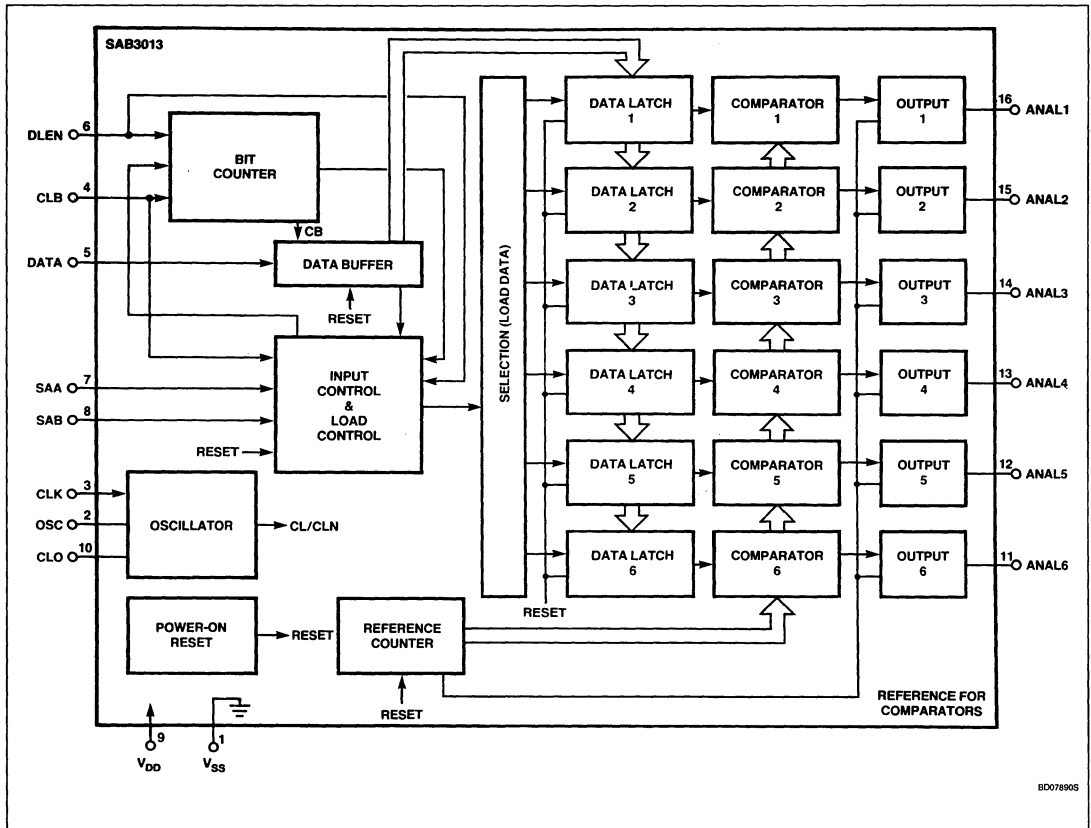 SAB3013
DLEN 6
CLB 4
DATA 5
SAA 7
SAB 8
RESET
CLK 3
OSC 2
CLO 10
BIT
COUNTER
CB
DATA BUFFER
RESET
INPUT
CONTROL
&
LOAD
CONTROL
OSCILLATOR
CL/CLN
POWER-ON
RESET
RESET
REFERENCE
COUNTER
RESET
9
VDD
1
VSS
SELECTION (LOAD DATA)
DATA LATCH
1
COMPARATOR
1
OUTPUT
1
16
ANAL1
DATA LATCH
2
COMPARATOR
2
OUTPUT
2
15
ANAL2
DATA LATCH
3
COMPARATOR
3
OUTPUT
3
14
ANAL3
DATA LATCH
4
COMPARATOR
4
OUTPUT
4
13
ANAL4
DATA LATCH
5
COMPARATOR
5
OUTPUT
5
12
ANAL5
DATA LATCH
6
COMPARATOR
6
OUTPUT
6
11
ANAL6
RESET
REFERENCE FOR
COMPARATORS
BD07890S